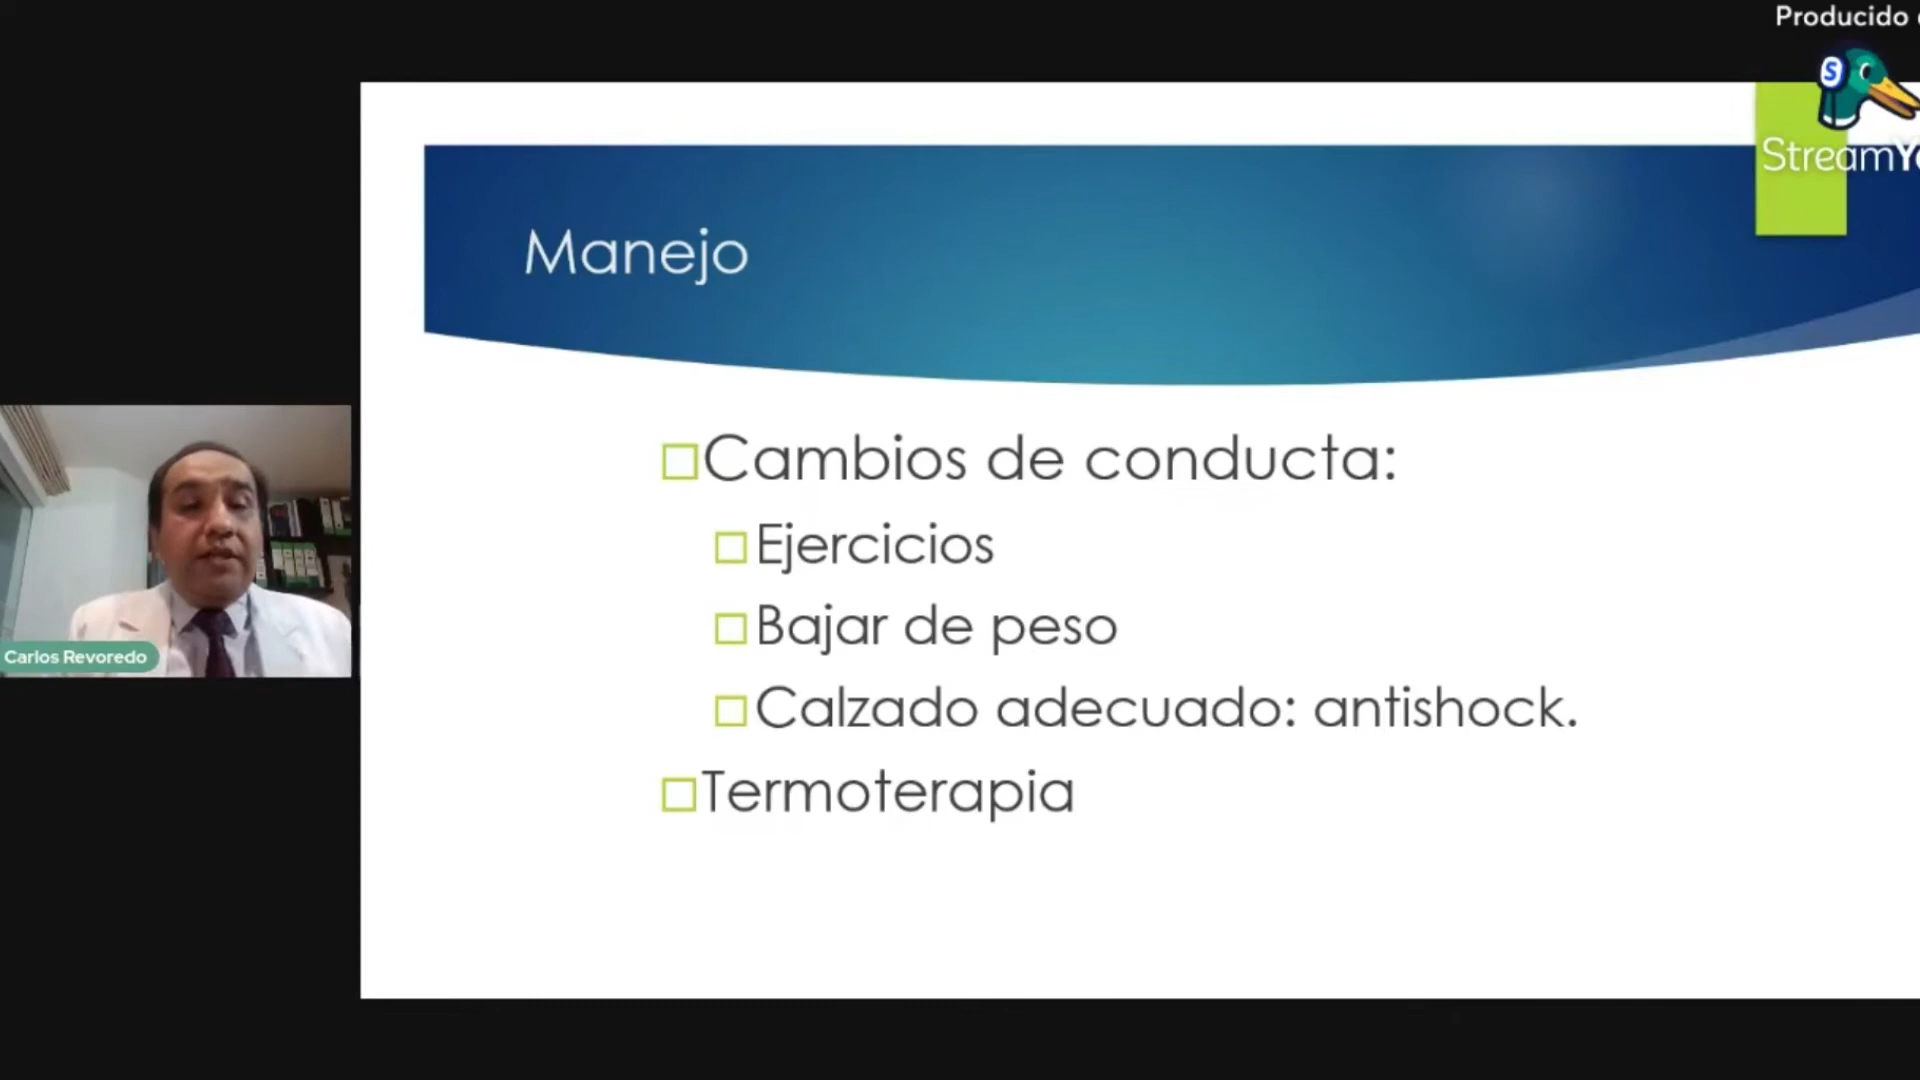 Producido
StreamY
Manejo
Cambios de conducta:
Ejercicios
Bajar de peso
Calzado adecuado: antishock.
Termoterapia
Carlos Revoredo
S